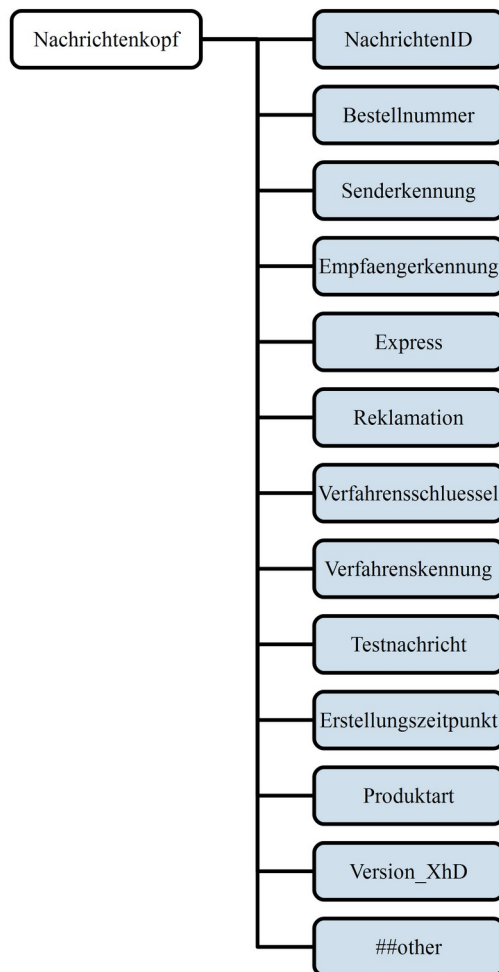 Nachrichtenkopf
NachrichtenID
Bestellnummer
Senderkennung
Empfaengerkennung
Express
Reklamation
Verfahrensschluessel
Verfahrenskennung
Testnachricht
Erstellungszeitpunkt
Produktart
Version_XhD
##other